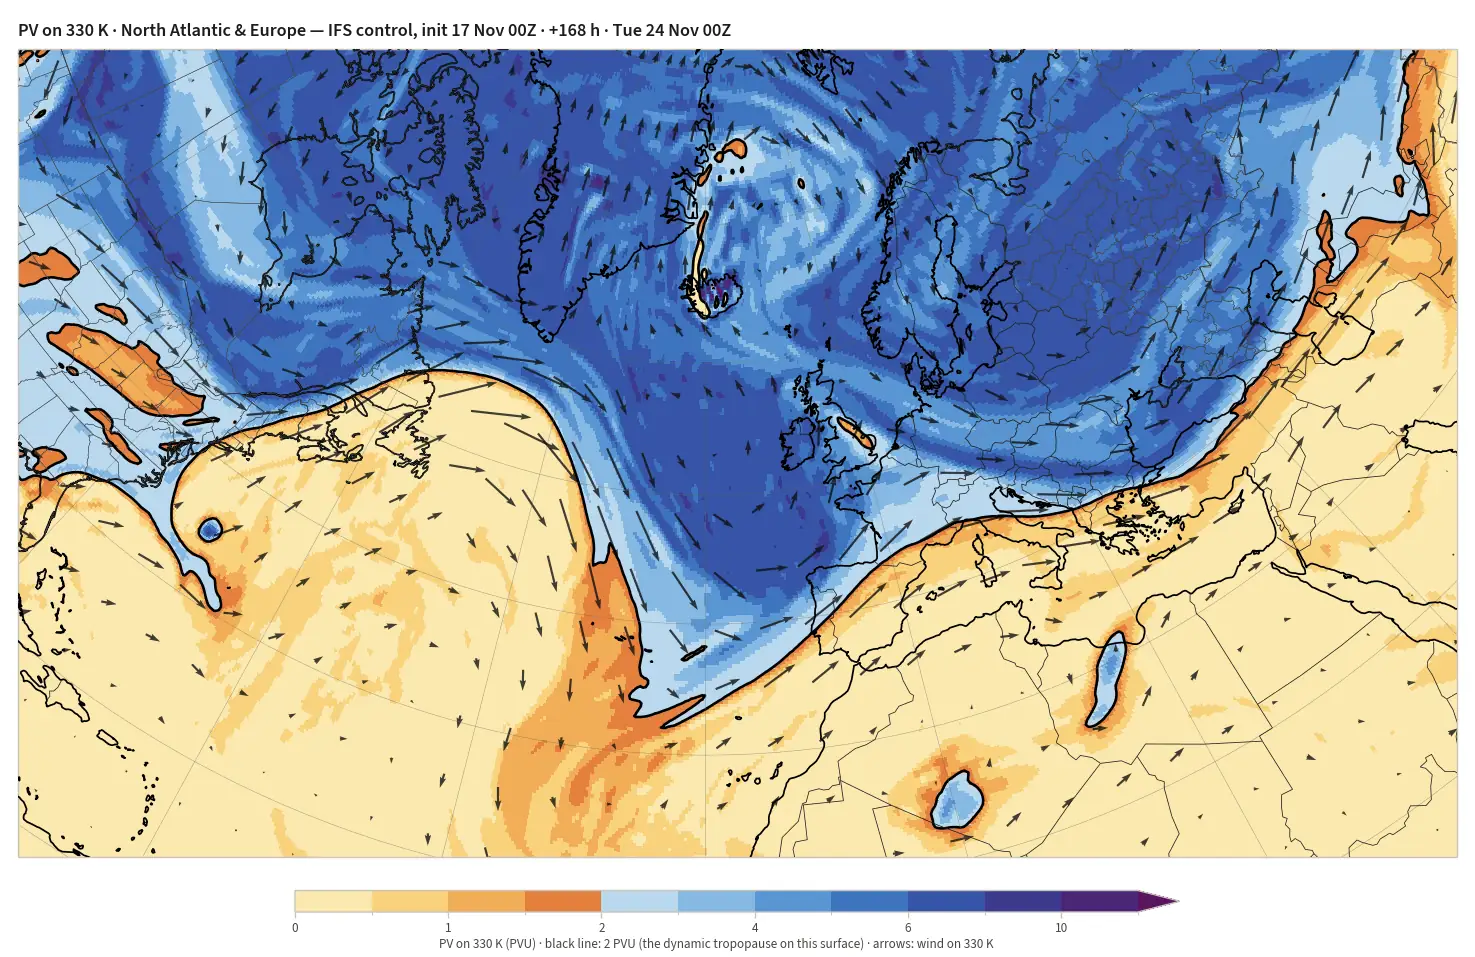 PV on 330 K · North Atlantic & Europe — IFS control, init 17 Nov 00Z · +168 h · Tue 24 Nov 00Z
0 1 2 4 6 10
PV on 330 K (PVU) · black line: 2 PVU (the dynamic tropopause on this surface) · arrows: wind on 330 K